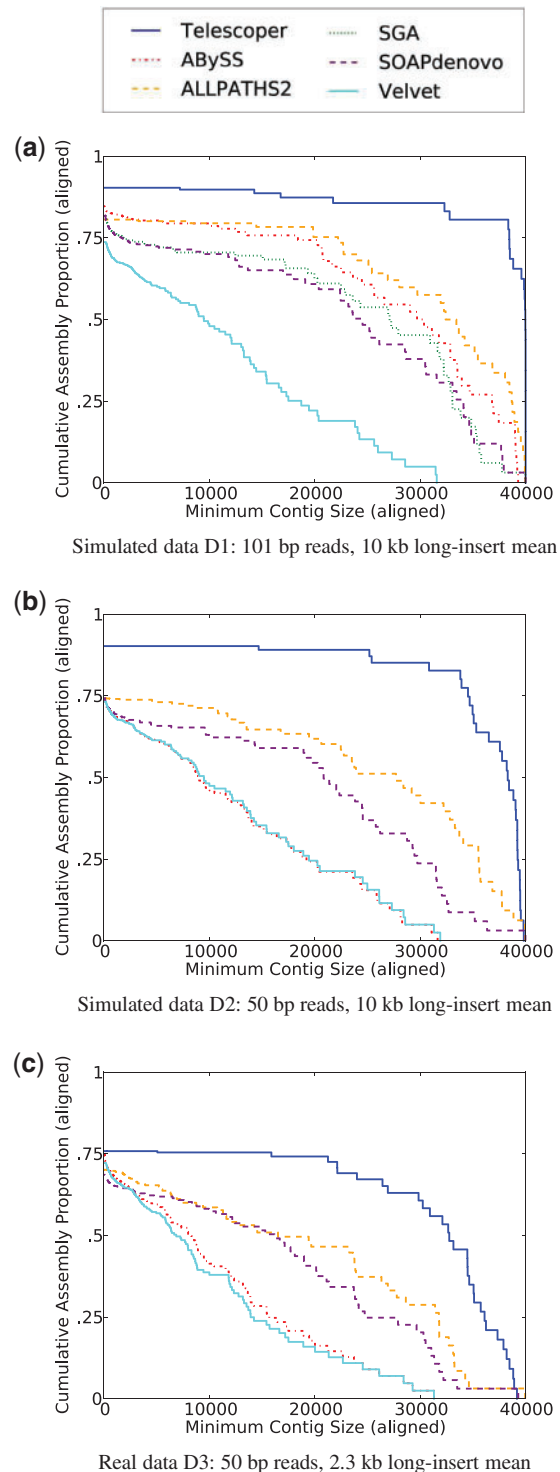 Telescoper
ABySS
ALLPATHS2
SGA
SOAPdenovo
Velvet
(a)
1
.75
.5
.25
0
Cumulative Assembly Proportion (aligned)
0 10000 20000 30000 40000
Minimum Contig Size (aligned)
Simulated data D1: 101 bp reads, 10 kb long-insert mean
(b)
1
.75
.5
.25
0
Cumulative Assembly Proportion (aligned)
0 10000 20000 30000 40000
Minimum Contig Size (aligned)
Simulated data D2: 50 bp reads, 10 kb long-insert mean
(c)
1
.75
.5
.25
0
Cumulative Assembly Proportion (aligned)
0 10000 20000 30000 40000
Minimum Contig Size (aligned)
Real data D3: 50 bp reads, 2.3 kb long-insert mean